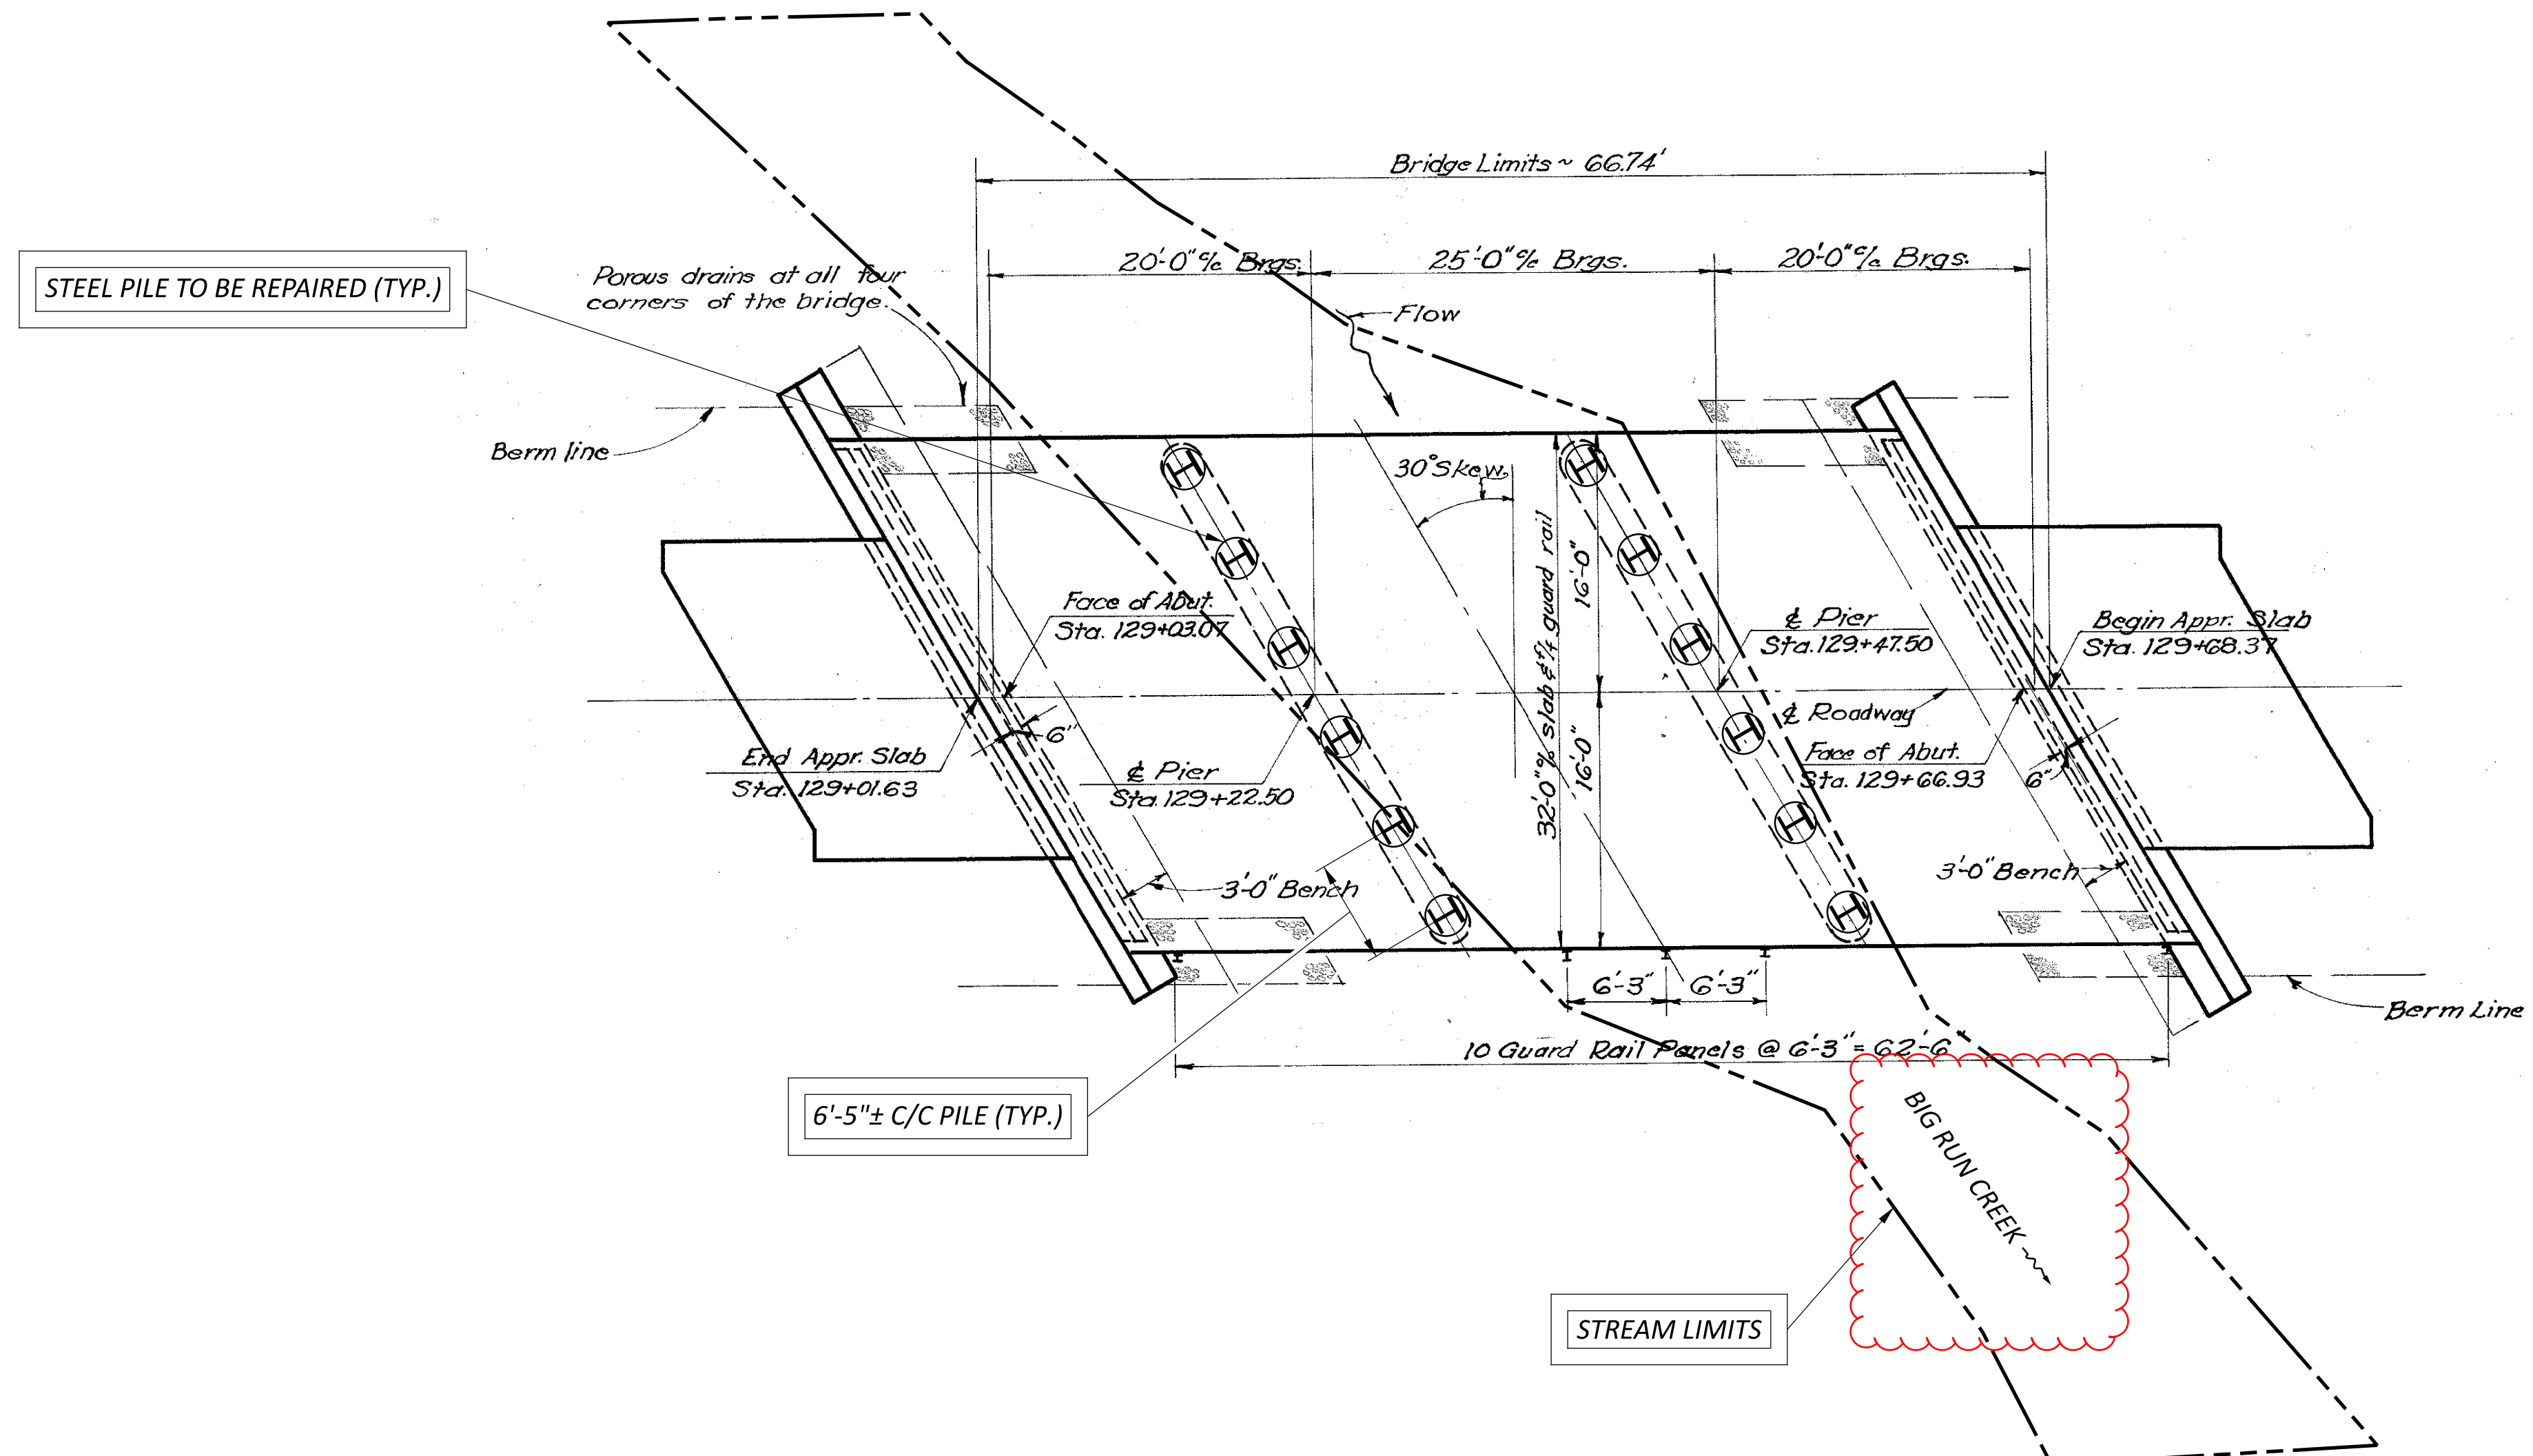 Bridge Limits ~ 66.74'
20'-0" c/c Brgs.
25'-0" c/c Brgs.
20'-0" c/c Brgs.
STEEL PILE TO BE REPAIRED (TYP.)
Porous drains at all four
corners of the bridge.
Flow
Berm line
30° Skew
32'-0" o/o slab & f/f guard rail
16'-0"
16'-0"
Face of Abut.
Sta. 129+03.07
℄ Pier
Sta. 129+47.50
Begin Appr. Slab
Sta. 129+68.37
6"
℄ Roadway
End Appr. Slab
Sta. 129+01.63
℄ Pier
Sta. 129+22.50
Face of Abut.
Sta. 129+66.93
6"
3'-0" Bench
3'-0" Bench
6'-3"
6'-3"
Berm Line
10 Guard Rail Panels @ 6'-3" = 62'-6
6'-5"± C/C PILE (TYP.)
BIG RUN CREEK
STREAM LIMITS